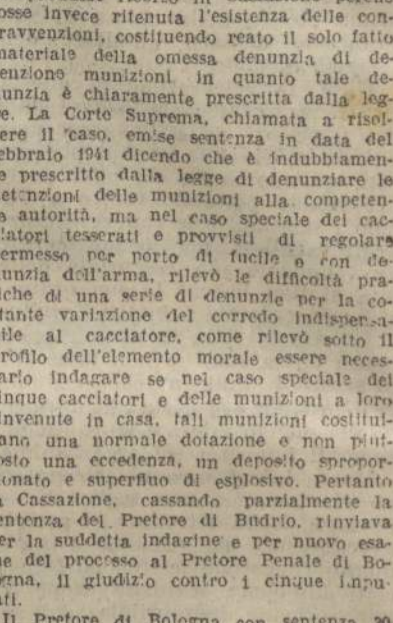 osse invece ritenuta l'esistenza delle con-
ravvenzioni, costituendo reato il solo fatto
materiale della omessa denunzia di de-
enzione munizioni in quanto tale de-
unzia è chiaramente prescritta dalla leg-
e. La Corte Suprema, chiamata a risol-
ere il caso, emise sentenza in data del
ebbraio 1941 dicendo che è indubbiamen-
e prescritto dalla legge di denunziare le
etenzioni delle munizioni alla competen-
e autorità, ma nel caso speciale dei cac-
iatori tesserati e provvisti di regolare
ermesso per porto di fucile e con de-
unzia dell'arma, rilevò le difficoltà pra-
iche di una serie di denunzie per la co-
tante variazione del corredo indispensa-
ile al cacciatore, come rilevò sotto il
rofilo dell'elemento morale essere neces-
ario indagare se nel caso speciale dei
inque cacciatori e delle munizioni a loro
invenute in casa, tali munizioni costitui-
ano una normale dotazione o non piut-
osto una eccedenza, un deposito spropor-
ionato e superfluo di esplosivo. Pertanto
a Cassazione, cassando parzialmente la
entenza del Pretore di Budrio, rinviava
er la suddetta indagine e per nuovo esa-
e del processo al Pretore Penale di Bo-
ogna, il giudizio contro i cinque impu-
ati.
Il Pretore di Bologna con sentenza 20